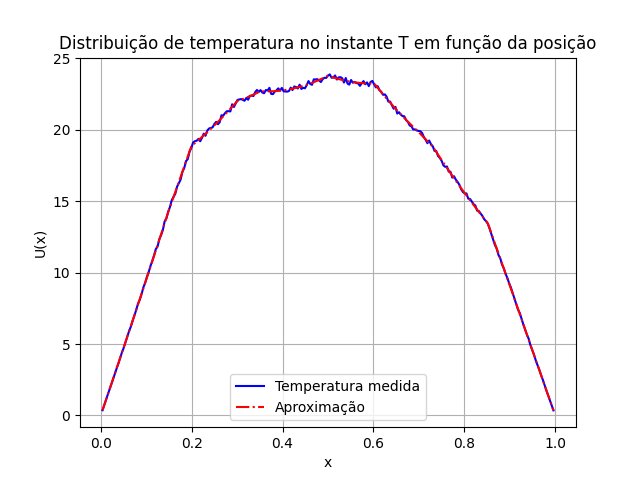 Distribuição de temperatura no instante T em função da posição
25
20
15
10
5
0
U(x)
0.0 0.2 0.4 0.6 0.8 1.0
x
Temperatura medida
Aproximação